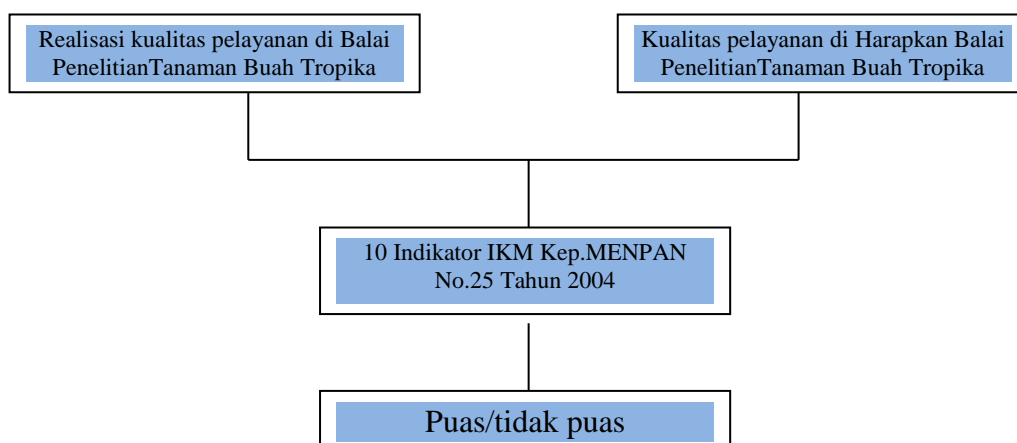 Realisasi kualitas pelayanan di Balai
PenelitianTanaman Buah Tropika
Kualitas pelayanan di Harapkan Balai
PenelitianTanaman Buah Tropika
10 Indikator IKM Kep.MENPAN
No.25 Tahun 2004
Puas/tidak puas